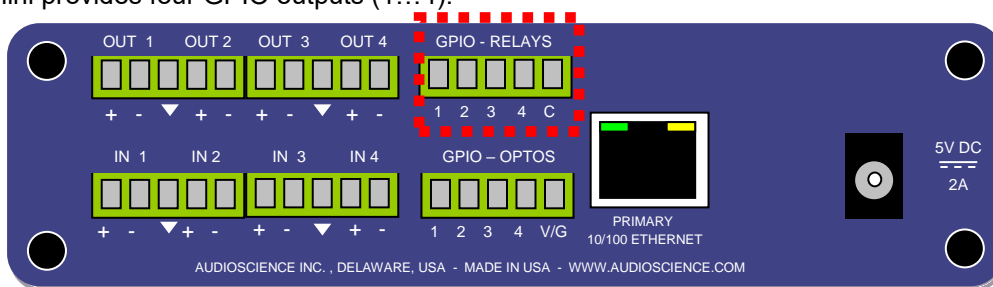 mini provides four GPIO outputs (1…4).
OUT 1 OUT 2 OUT 3 OUT 4 GPIO - RELAYS
+ - + - + - + - 1 2 3 4 C
IN 1 IN 2 IN 3 IN 4 GPIO – OPTOS
+ - + - + - + - 1 2 3 4 V/G
PRIMARY
10/100 ETHERNET
5V DC
2A
AUDIOSCIENCE INC. , DELAWARE, USA - MADE IN USA - WWW.AUDIOSCIENCE.COM